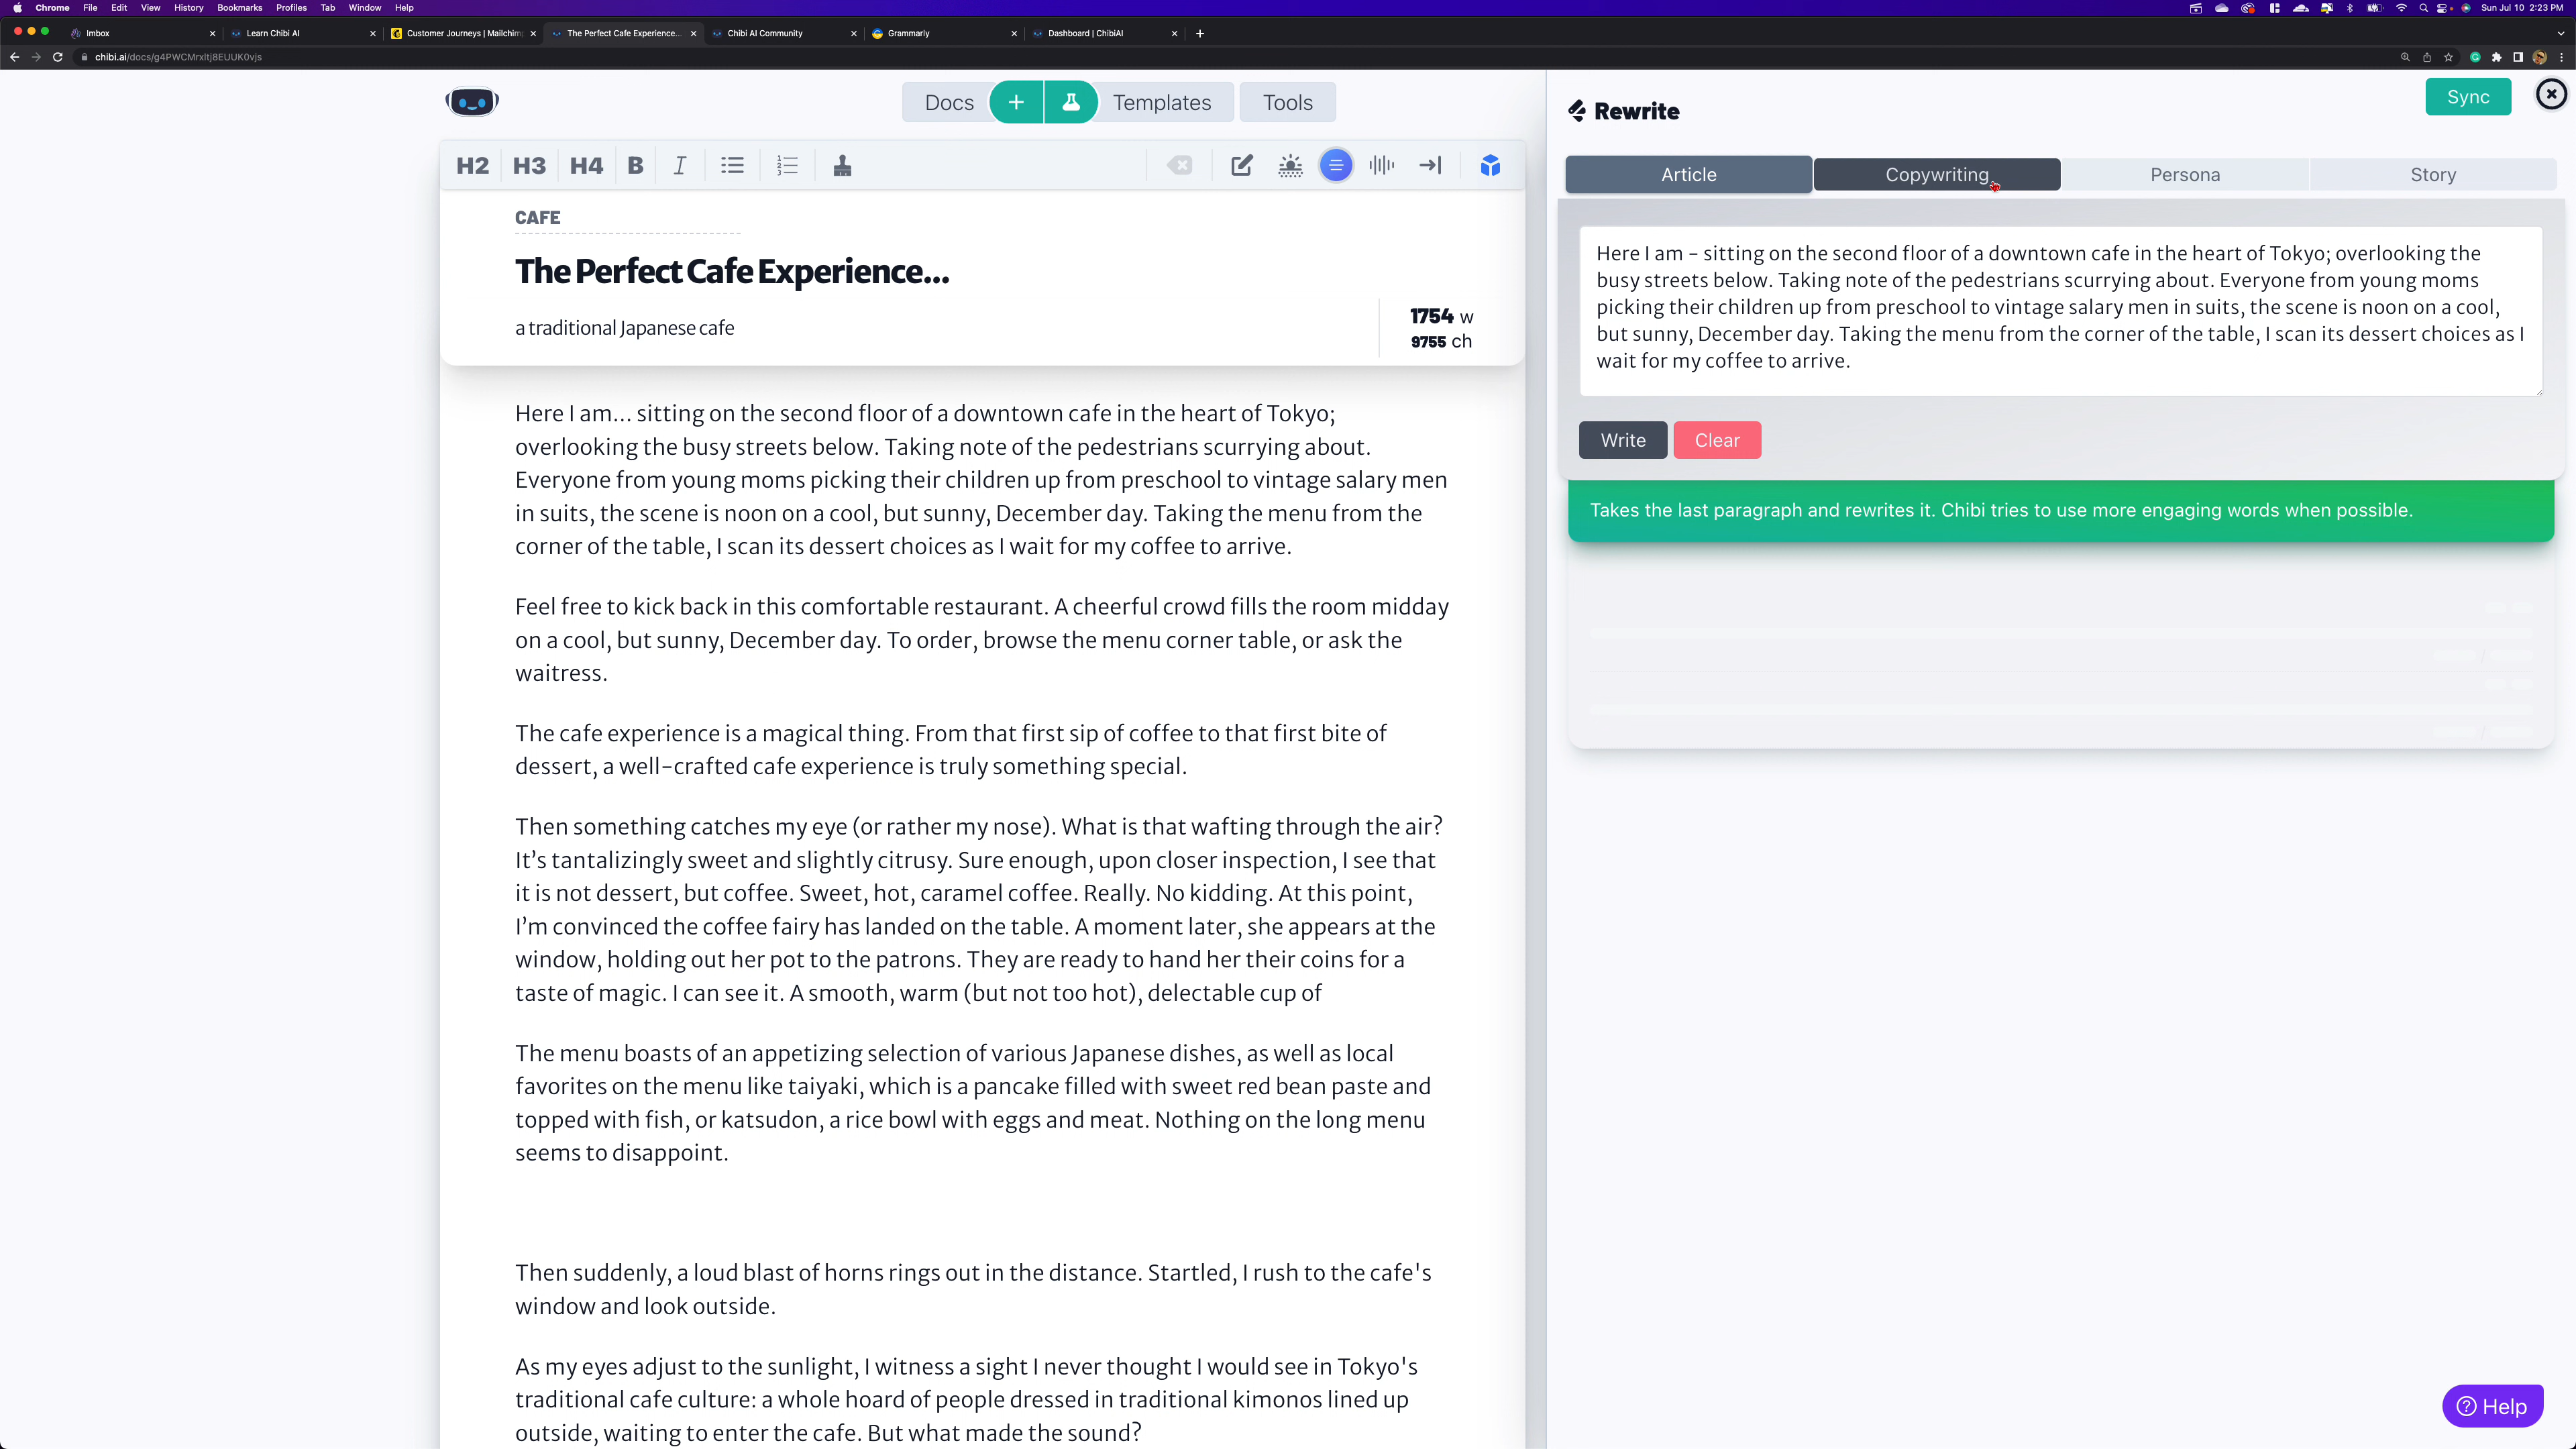 Chrome File Edit View History Bookmarks Profiles Tab Window Help Sun Jul 10 2:23 PM
Imbox
Learn Chibi AI
Customer Journeys | Mailchim
The Perfect Cafe Experience...
Chibi AI Community
Grammarly
Dashboard | ChibiAI
chibi.ai/docs/g4PWCMrxltj8EUUK0vjs
Docs + Templates Tools
H2 H3 H4 B I
CAFE
The Perfect Cafe Experience...
a traditional Japanese cafe
1754 w
9755 ch
Here I am... sitting on the second floor of a downtown cafe in the heart of Tokyo;
overlooking the busy streets below. Taking note of the pedestrians scurrying about.
Everyone from young moms picking their children up from preschool to vintage salary men
in suits, the scene is noon on a cool, but sunny, December day. Taking the menu from the
corner of the table, I scan its dessert choices as I wait for my coffee to arrive.
Feel free to kick back in this comfortable restaurant. A cheerful crowd fills the room midday
on a cool, but sunny, December day. To order, browse the menu corner table, or ask the
waitress.
The cafe experience is a magical thing. From that first sip of coffee to that first bite of
dessert, a well-crafted cafe experience is truly something special.
Then something catches my eye (or rather my nose). What is that wafting through the air?
It's tantalizingly sweet and slightly citrusy. Sure enough, upon closer inspection, I see that
it is not dessert, but coffee. Sweet, hot, caramel coffee. Really. No kidding. At this point,
I'm convinced the coffee fairy has landed on the table. A moment later, she appears at the
window, holding out her pot to the patrons. They are ready to hand her their coins for a
taste of magic. I can see it. A smooth, warm (but not too hot), delectable cup of
The menu boasts of an appetizing selection of various Japanese dishes, as well as local
favorites on the menu like taiyaki, which is a pancake filled with sweet red bean paste and
topped with fish, or katsudon, a rice bowl with eggs and meat. Nothing on the long menu
seems to disappoint.
Then suddenly, a loud blast of horns rings out in the distance. Startled, I rush to the cafe's
window and look outside.
As my eyes adjust to the sunlight, I witness a sight I never thought I would see in Tokyo's
traditional cafe culture: a whole hoard of people dressed in traditional kimonos lined up
outside, waiting to enter the cafe. But what made the sound?
Rewrite
Sync
Article Copywriting Persona Story
Here I am - sitting on the second floor of a downtown cafe in the heart of Tokyo; overlooking the
busy streets below. Taking note of the pedestrians scurrying about. Everyone from young moms
picking their children up from preschool to vintage salary men in suits, the scene is noon on a cool,
but sunny, December day. Taking the menu from the corner of the table, I scan its dessert choices as I
wait for my coffee to arrive.
Write Clear
Takes the last paragraph and rewrites it. Chibi tries to use more engaging words when possible.
Help